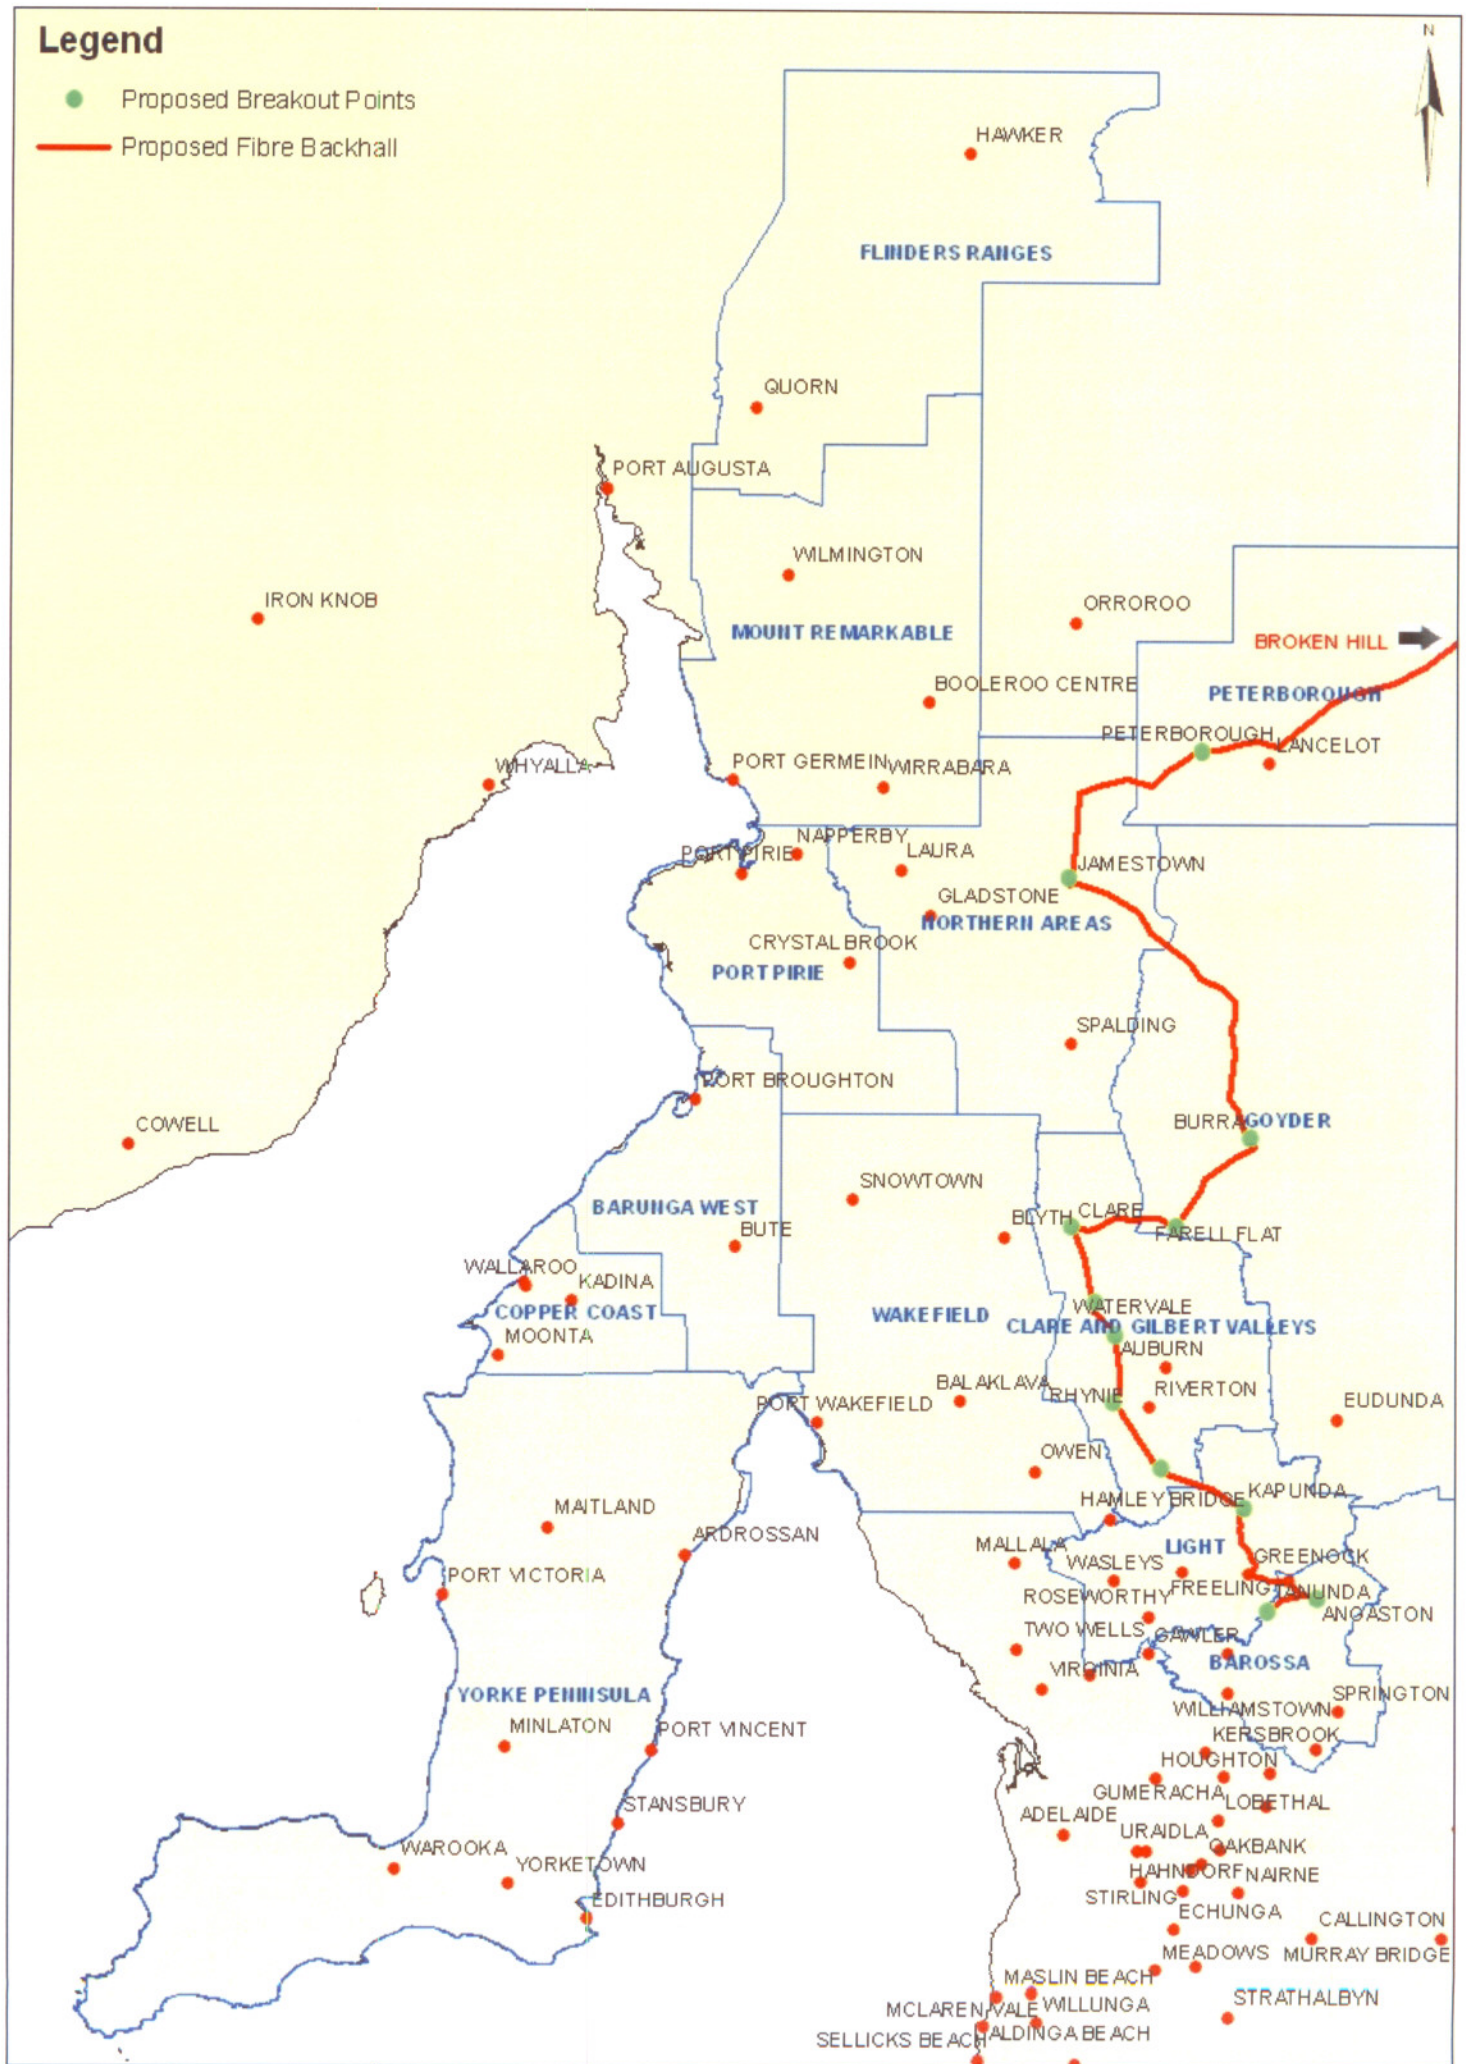 Legend
N
Proposed Breakout Points
Proposed Fibre Backhall
HAWKER
FLINDERS RANGES
QUORN
PORT AUGUSTA
WILMINGTON
IRON KNOB
ORROROO
MOUNT REMARKABLE
BROKEN HILL
BOOLEROO CENTRE
PETERBOROUGH
PETERBOROUGH
LANCELOT
WHYALLA
PORT GERMEIN
WIRRABARA
NAPPERBY
PORT PIRIE
LAURA
JAMESTOWN
GLADSTONE
NORTHERN AREAS
CRYSTAL BROOK
PORT PIRIE
SPALDING
PORT BROUGHTON
COWELL
BURRA
GOYDER
SNOWTOWN
BARUNGA WEST
BLYTH
CLARE
BUTE
FARELL FLAT
WALLAROO
KADINA
COPPER COAST
WAKEFIELD
WATERVALE
CLARE AND GILBERT VALLEYS
MOONTA
AUBURN
BALAKLAVA
RHYNIE
RIVERTON
PORT WAKEFIELD
EUDUNDA
OWEN
MAITLAND
HAMLEY BRIDGE
KAPUNDA
ARDROSSAN
MALLALA
LIGHT
WASLEYS
GREENOCK
PORT VICTORIA
ROSEWORTHY
FREELING
TANUNDA
ANGASTON
TWO WELLS
GAWLER
VIRGINIA
BAROSSA
YORKE PENINSULA
SPRINGTON
WILLIAMSTOWN
MINLATON
PORT VINCENT
KERSBROOK
HOUGHTON
GUMERACHA
LOBETHAL
STANSBURY
ADELAIDE
URAIDLA
OAKBANK
WAROOKA
YORKETOWN
HAHNDORF
NAIRNE
STIRLING
EDITHBURGH
ECHUNGA
CALLINGTON
MEADOWS
MURRAY BRIDGE
MASLIN BEACH
STRATHALBYN
MCLAREN VALE
WILLUNGA
SELLICKS BEACH
ALDINGA BEACH